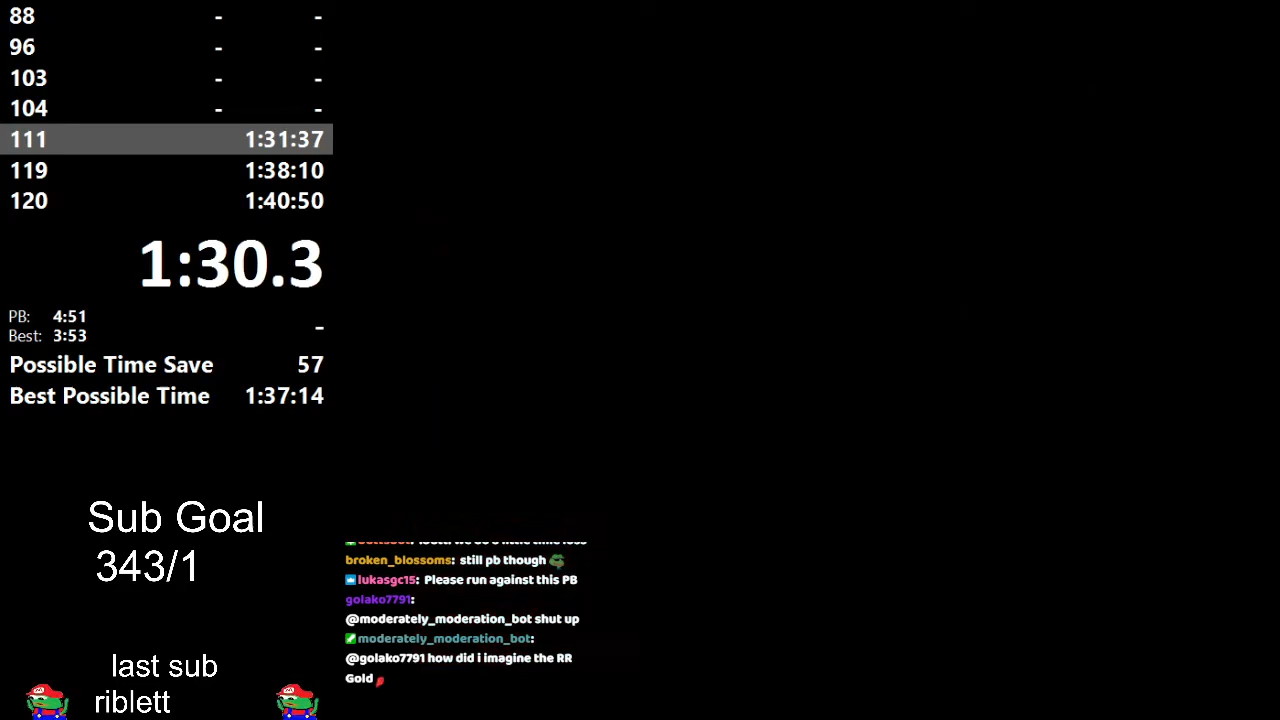 88 - -
96 - -
103 - -
104 - -
111 1:31:37
119 1:38:10
120 1:40:50
1:30.3
PB: 4:51
Best: 3:53 -
Possible Time Save 57
Best Possible Time 1:37:14
Sub Goal
343/1
last sub
riblett
broken_blossoms: still pb though
lukasgc15: Please run against this PB
golako7791:
@moderately_moderation_bot shut up
moderately_moderation_bot:
@golako7791 how did i imagine the RR
Gold